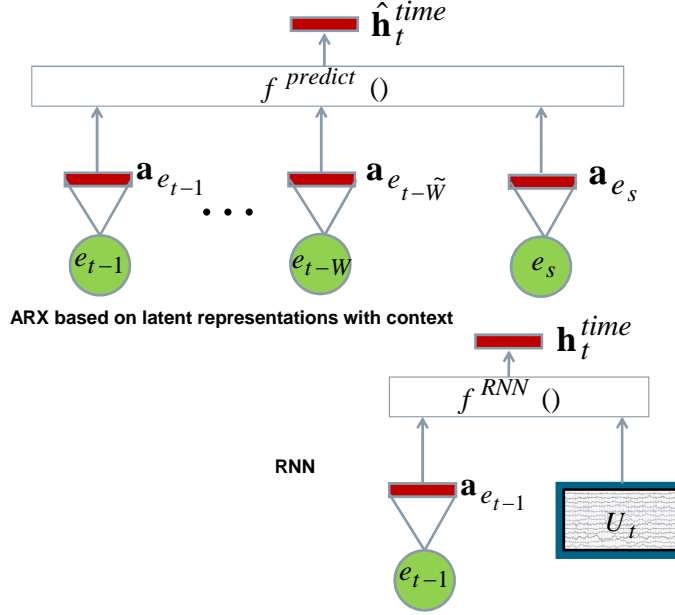 ĥ_t^{time}
f^{predict} ()
a_{e_{t−1}} a_{e_{t−W̃}} a_{e_s}
. . .
e_{t−1} e_{t−W} e_s
ARX based on latent representations with context
h_t^{time}
f^{RNN} ()
RNN
a_{e_{t−1}}
U_t
e_{t−1}